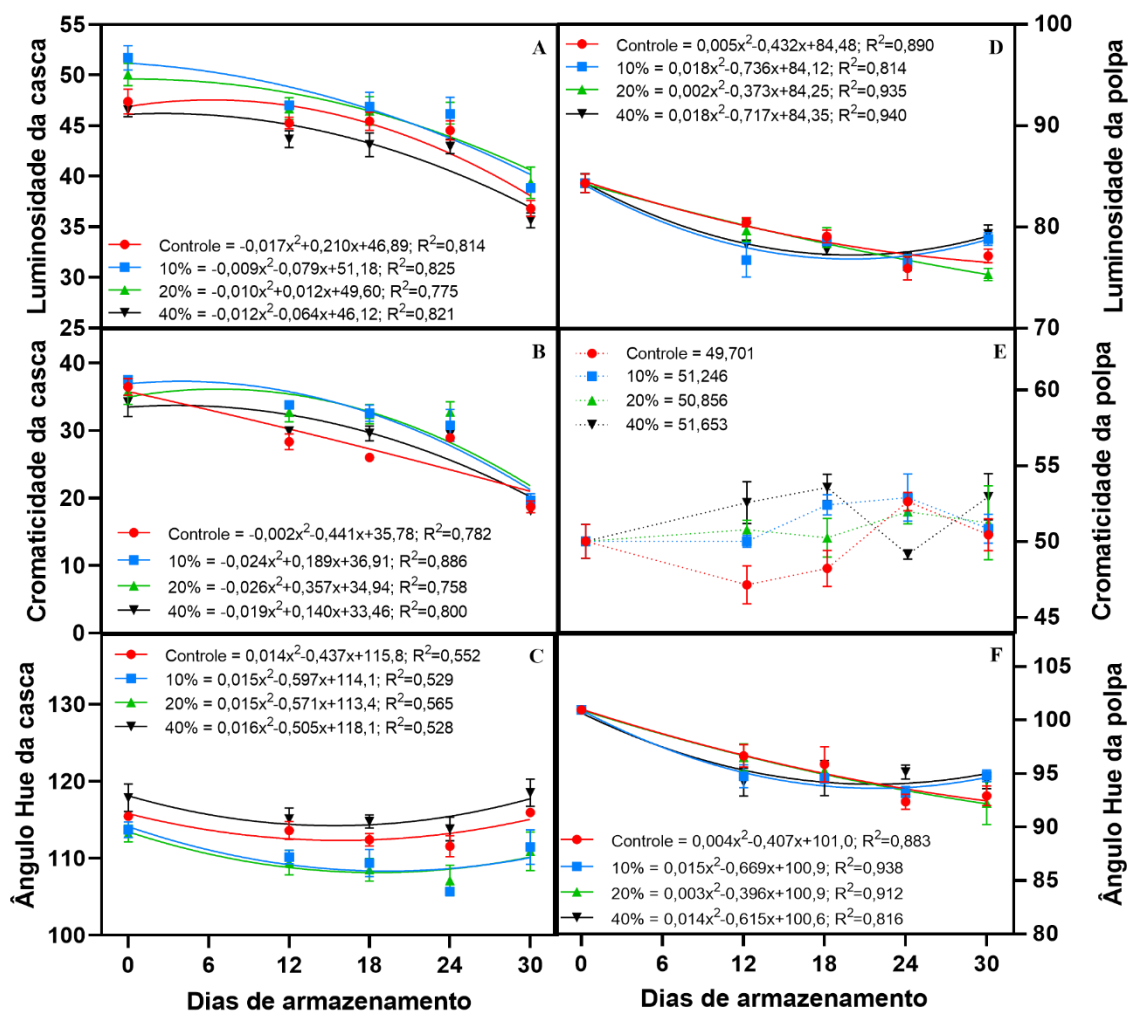 Luminosidade da casca
55
50
45
40
35
30
25
A
Controle = -0,017x²+0,210x+46,89; R²=0,814
10% = -0,009x²-0,079x+51,18; R²=0,825
20% = -0,010x²+0,012x+49,60; R²=0,775
40% = -0,012x²-0,064x+46,12; R²=0,821
D
Controle = 0,005x²-0,432x+84,48; R²=0,890
10% = 0,018x²-0,736x+84,12; R²=0,814
20% = 0,002x²-0,373x+84,25; R²=0,935
40% = 0,018x²-0,717x+84,35; R²=0,940
100
90
80
70
Luminosidade da polpa
Cromaticidade da casca
40
30
20
10
0
B
Controle = -0,002x²-0,441x+35,78; R²=0,782
10% = -0,024x²+0,189x+36,91; R²=0,886
20% = -0,026x²+0,357x+34,94; R²=0,758
40% = -0,019x²+0,140x+33,46; R²=0,800
E
Controle = 49,701
10% = 51,246
20% = 50,856
40% = 51,653
60
55
50
45
Cromaticidade da polpa
Ângulo Hue da casca
130
120
110
100
C
Controle = 0,014x²-0,437x+115,8; R²=0,552
10% = 0,015x²-0,597x+114,1; R²=0,529
20% = 0,015x²-0,571x+113,4; R²=0,565
40% = 0,016x²-0,505x+118,1; R²=0,528
F
Controle = 0,004x²-0,407x+101,0; R²=0,883
10% = 0,015x²-0,669x+100,9; R²=0,938
20% = 0,003x²-0,396x+100,9; R²=0,912
40% = 0,014x²-0,615x+100,6; R²=0,816
105
100
95
90
85
80
Ângulo Hue da polpa
0 6 12 18 24 30
Dias de armazenamento
0 6 12 18 24 30
Dias de armazenamento